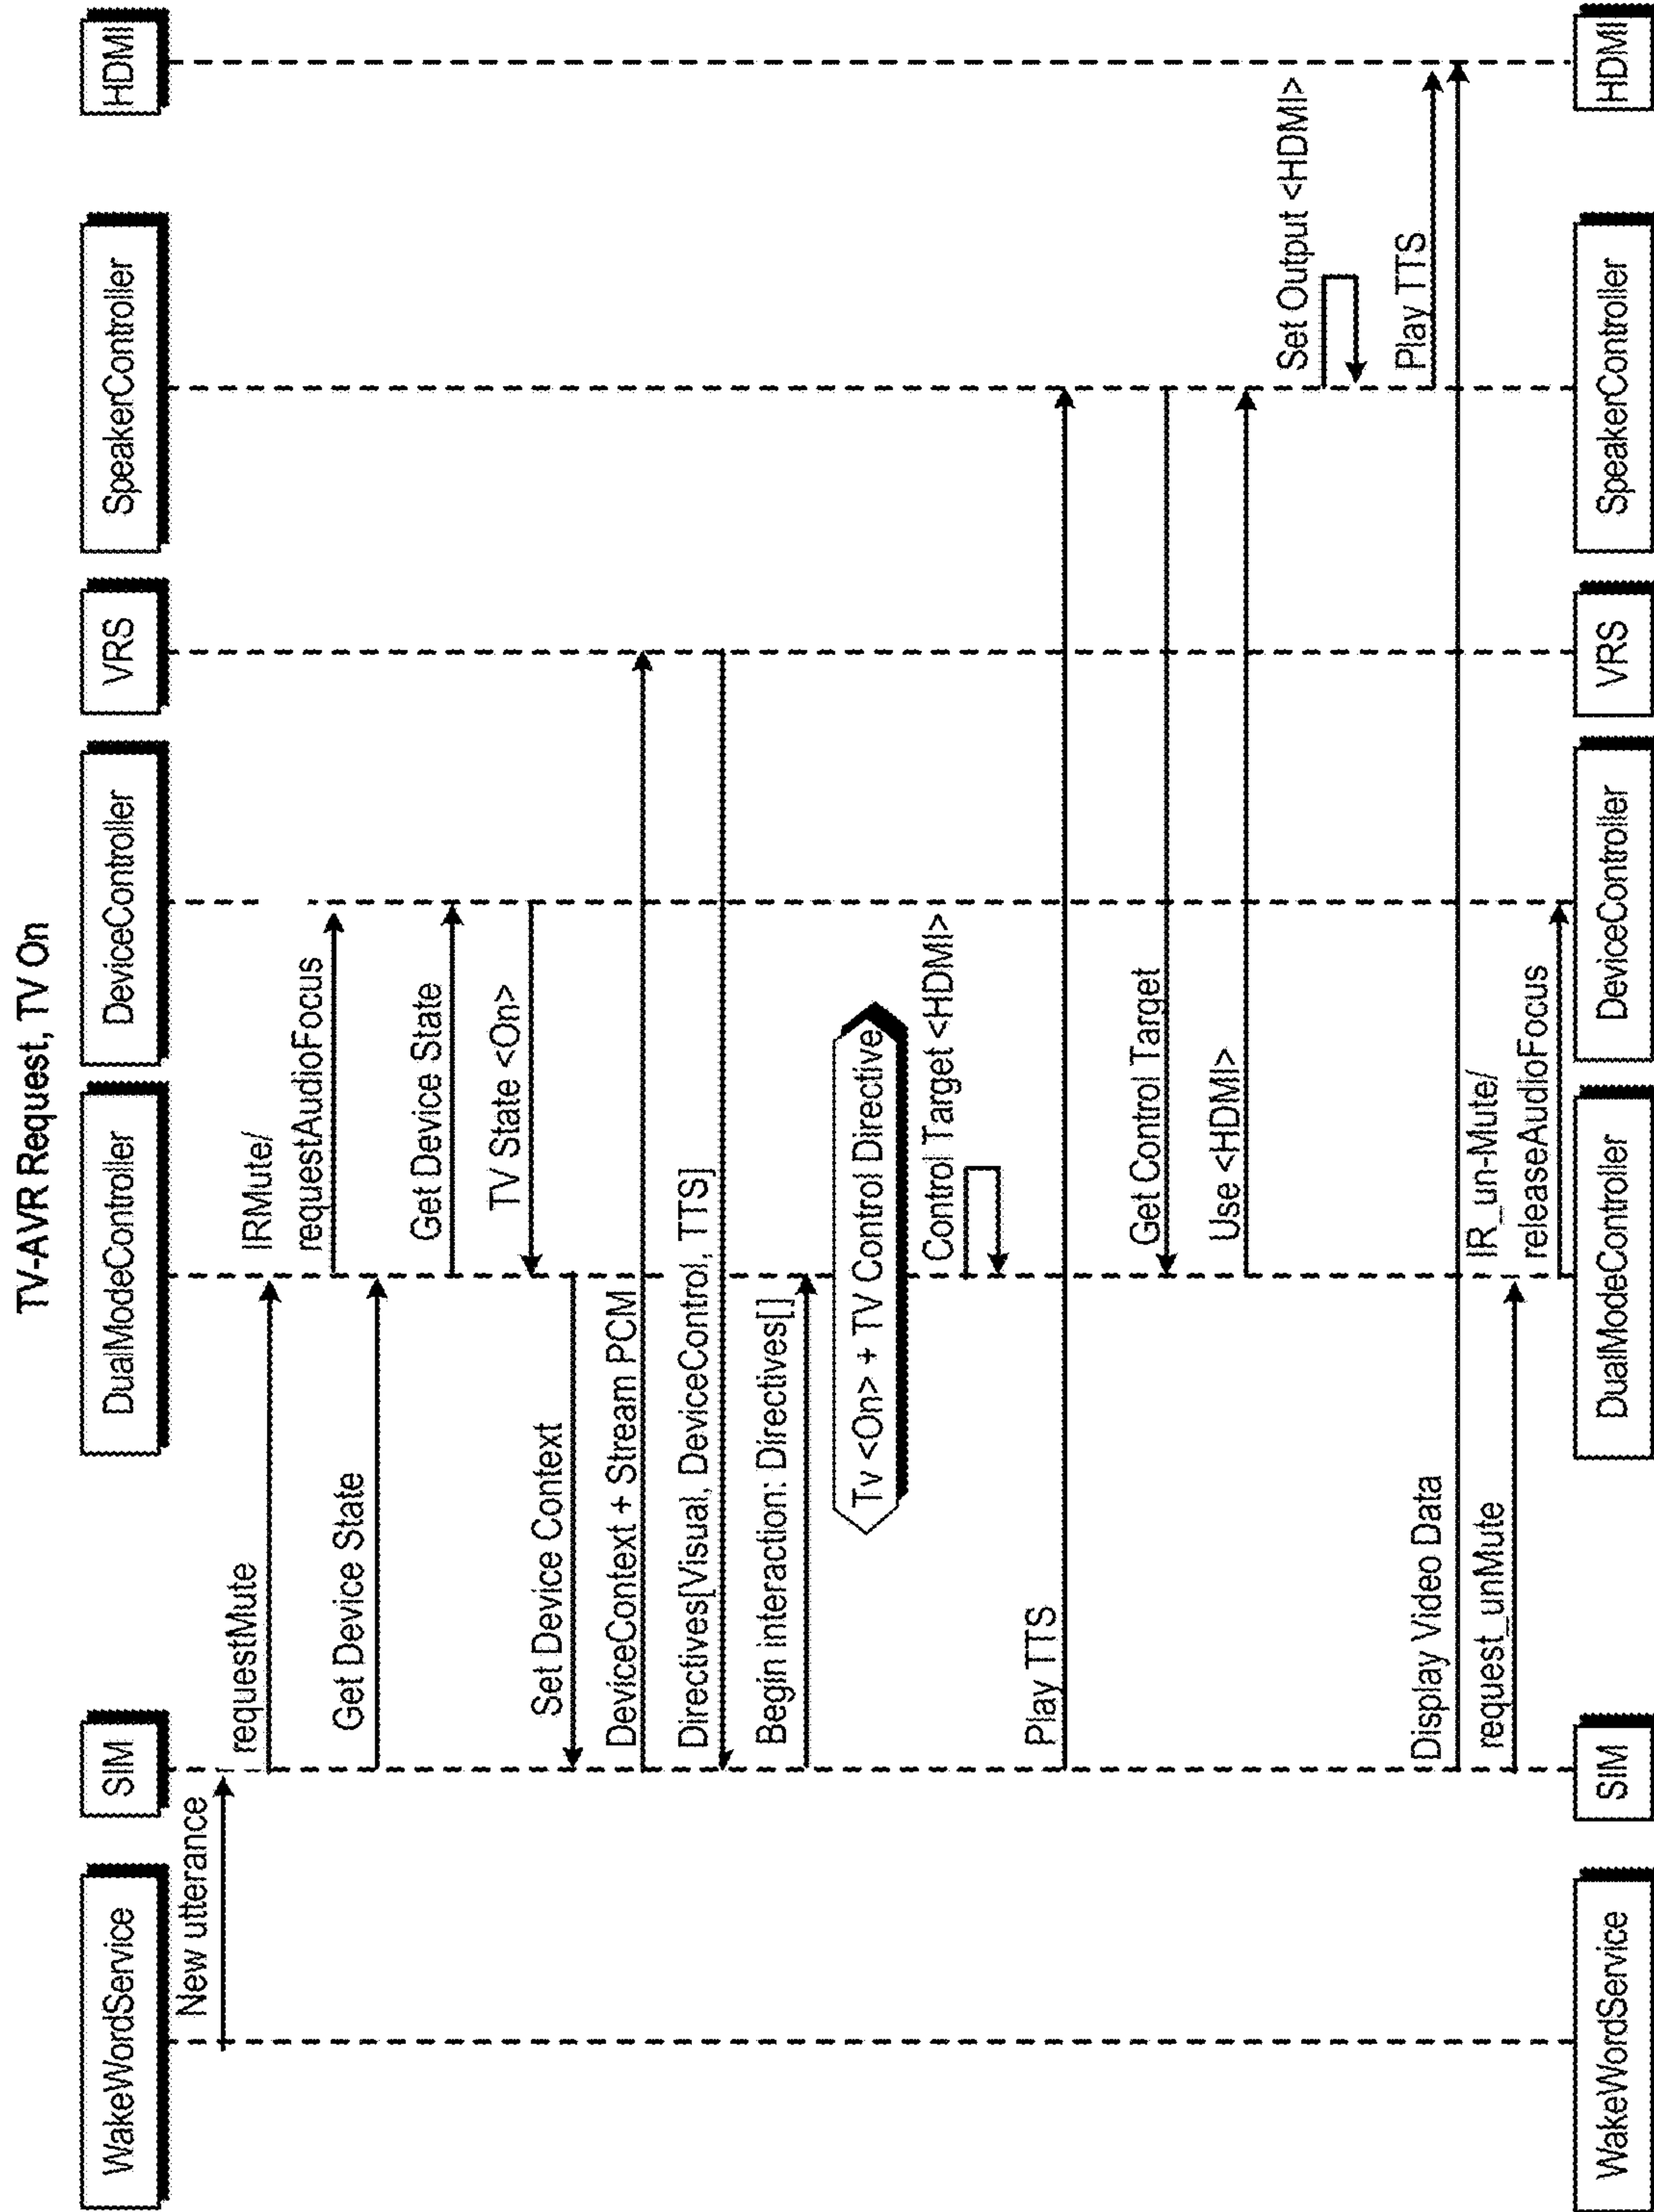 TV-AVR Request, TV On
WakeWordService
SIM
DualModeController
DeviceController
VRS
SpeakerController
HDMI
New utterance
requestMute
IRMute/
requestAudioFocus
Get Device State
Get Device State
TV State <On>
Set Device Context
DeviceContext + Stream PCM
Directives[Visual, DeviceControl, TTS]
Begin interaction: Directives[]
Tv <On> + TV Control Directive
Control Target <HDMI>
Play TTS
Get Control Target
Use <HDMI>
Set Output <HDMI>
Play TTS
Display Video Data
request_unMute
IR_un-Mute/
releaseAudioFocus
WakeWordService
SIM
DualModeController
DeviceController
VRS
SpeakerController
HDMI